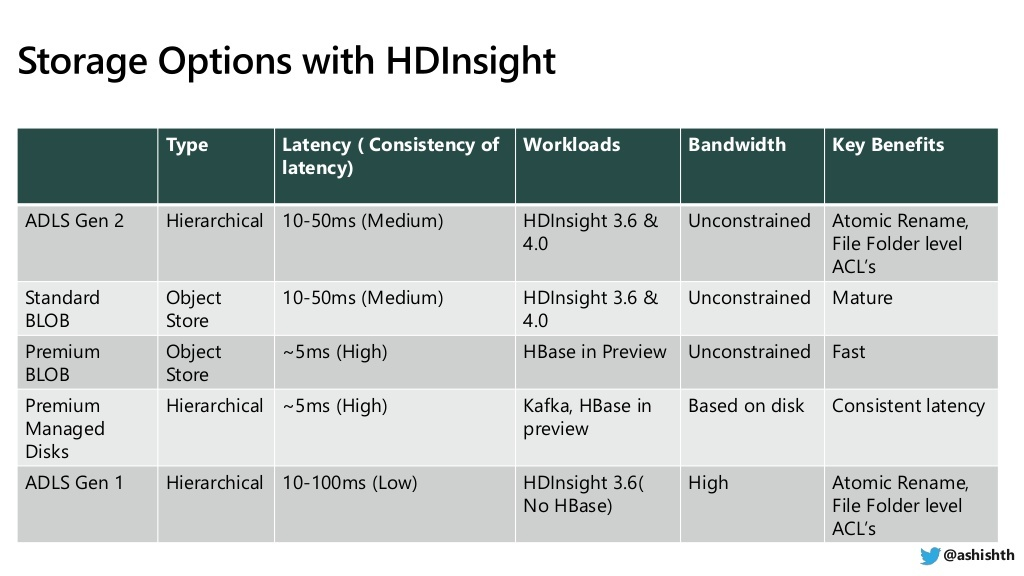 Storage Options with HDInsight
Type
Latency ( Consistency of
latency)
Workloads
Bandwidth
Key Benefits
ADLS Gen 2
Hierarchical
10-50ms (Medium)
HDInsight 3.6 &
4.0
Unconstrained
Atomic Rename,
File Folder level
ACL’s
Standard
BLOB
Object
Store
10-50ms (Medium)
HDInsight 3.6 &
4.0
Unconstrained
Mature
Premium
BLOB
Object
Store
~5ms (High)
HBase in Preview
Unconstrained
Fast
Premium
Managed
Disks
Hierarchical
~5ms (High)
Kafka, HBase in
preview
Based on disk
Consistent latency
ADLS Gen 1
Hierarchical
10-100ms (Low)
HDInsight 3.6(
No HBase)
High
Atomic Rename,
File Folder level
ACL’s
@ashishth